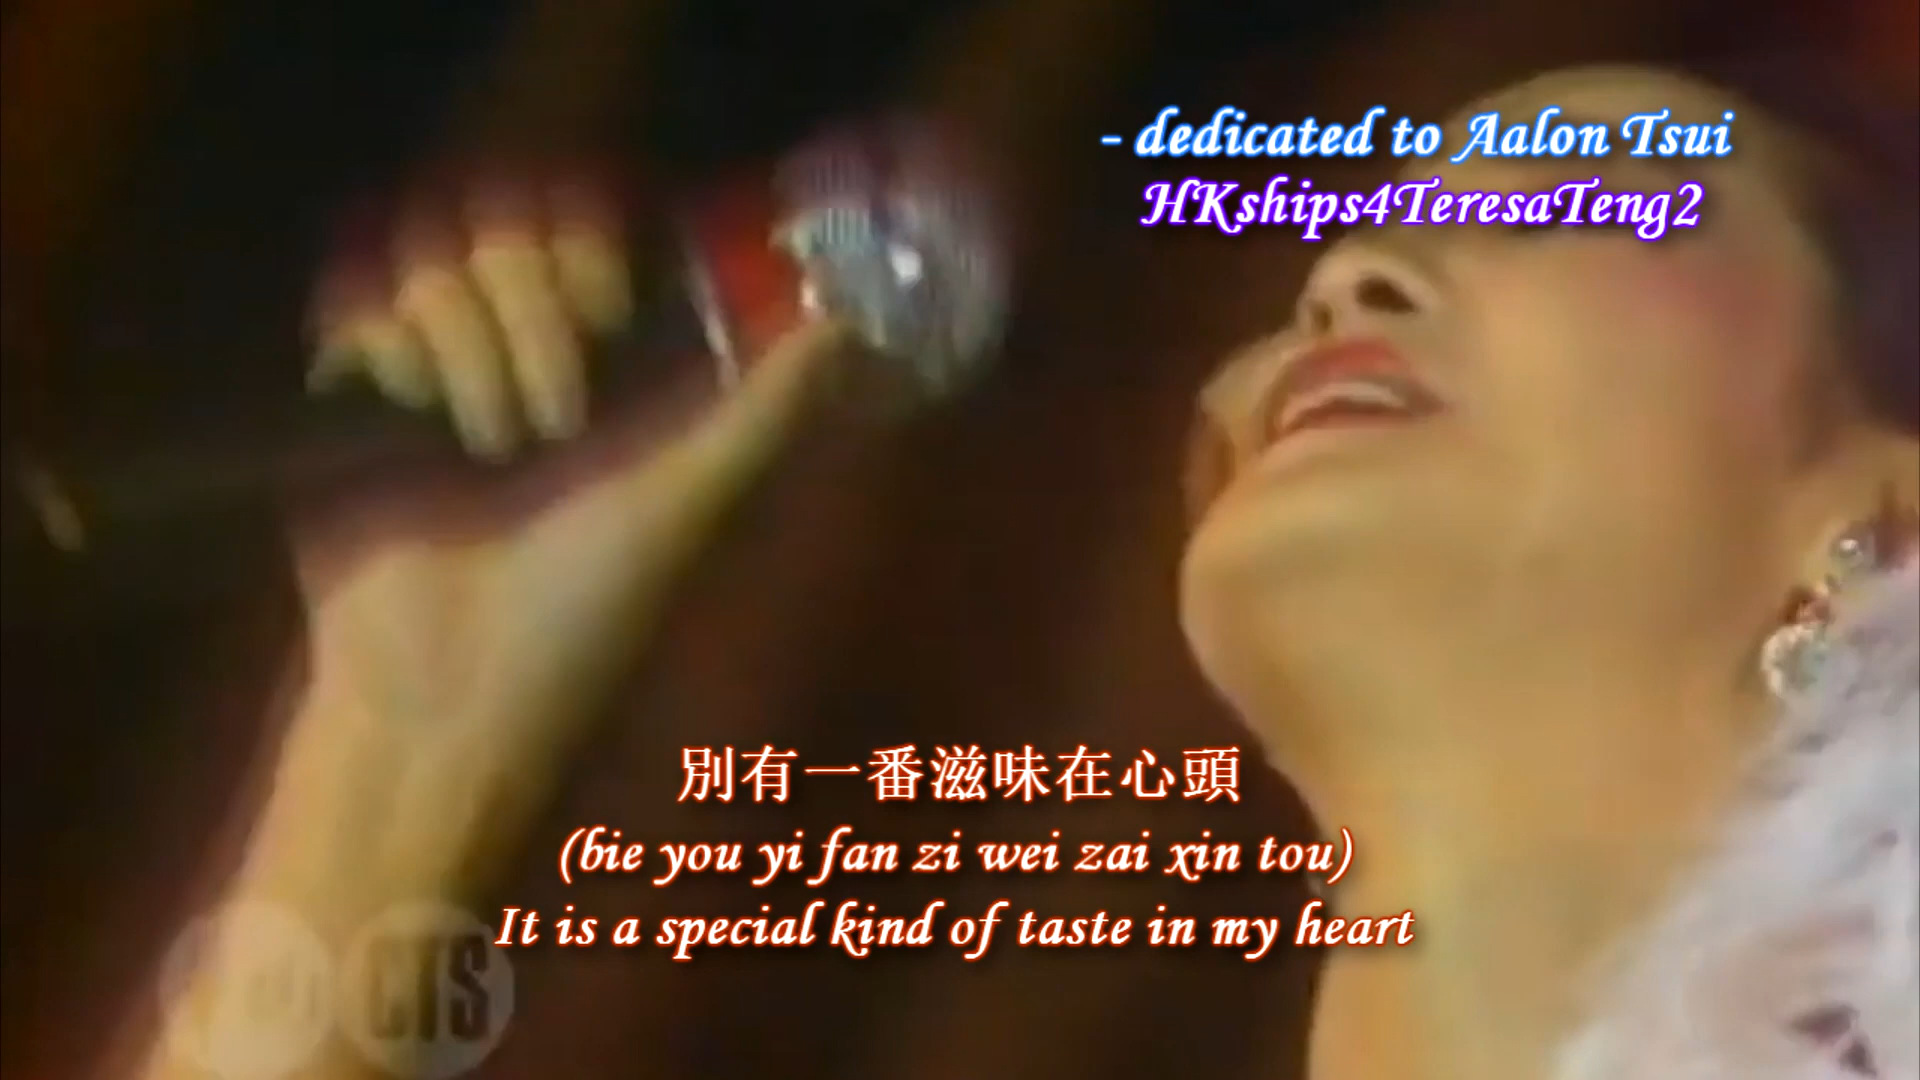 - dedicated to Aalon Tsui
HKships4TeresaTeng2
別有一番滋味在心頭
(bie you yi fan zi wei zai xin tou)
It is a special kind of taste in my heart
CTS